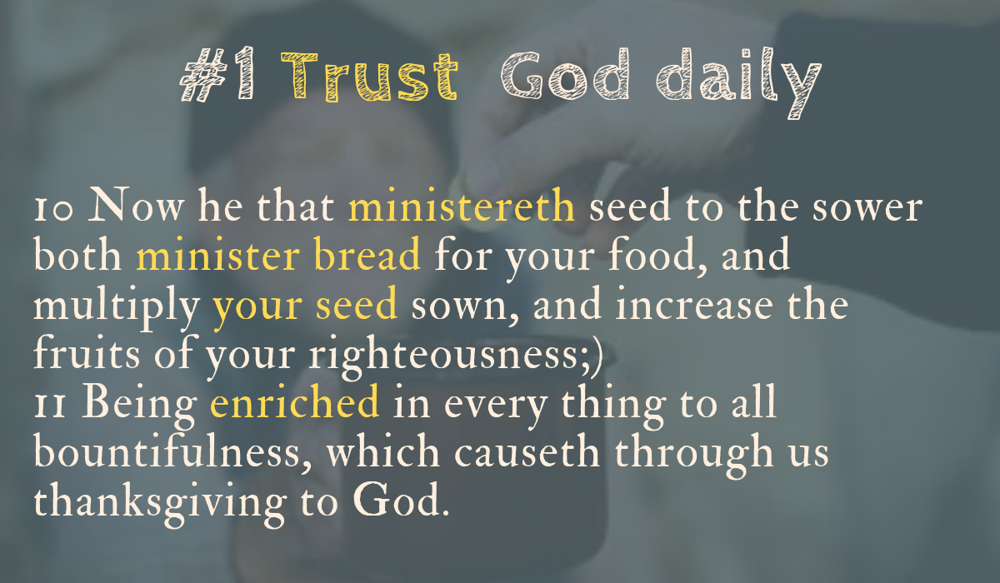 #1 Trust God daily
10 Now he that ministereth seed to the sower
both minister bread for your food, and
multiply your seed sown, and increase the
fruits of your righteousness;)
11 Being enriched in every thing to all
bountifulness, which causeth through us
thanksgiving to God.